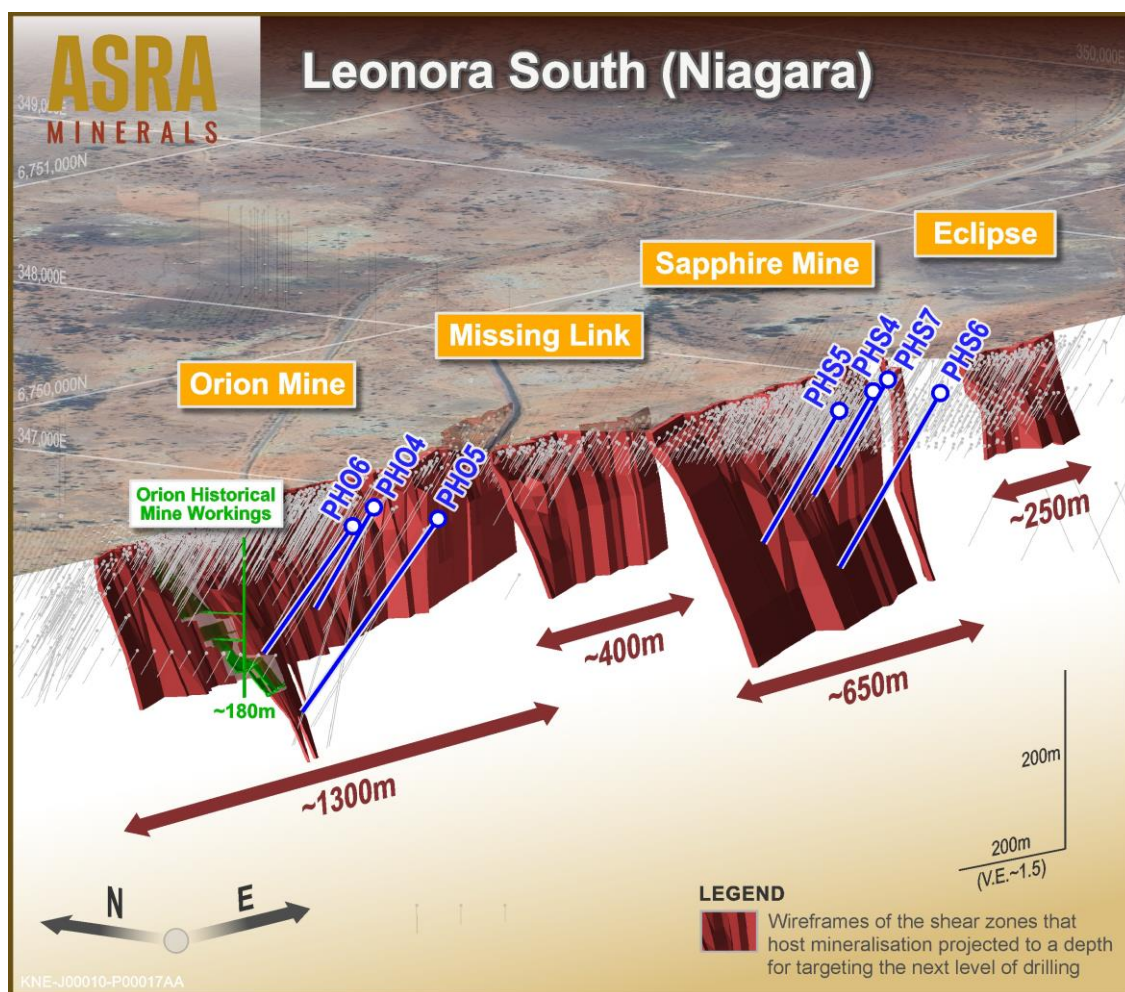 ASRA
MINERALS
Leonora South (Niagara)
350,000E
349,000E
6,751,000N
Eclipse
Sapphire Mine
348,000E
Missing Link
Orion Mine
6,750,000N
347,000E
PHS5
PHS4
PHS7
PHS6
PHO6
PHO4
PHO5
Orion Historical
Mine Workings
~250m
~400m
~650m
~180m
~1300m
200m
200m
(V.E.~1.5)
N
E
LEGEND
Wireframes of the shear zones that
host mineralisation projected to a depth
for targeting the next level of drilling
KNE-J00010-P00017AA